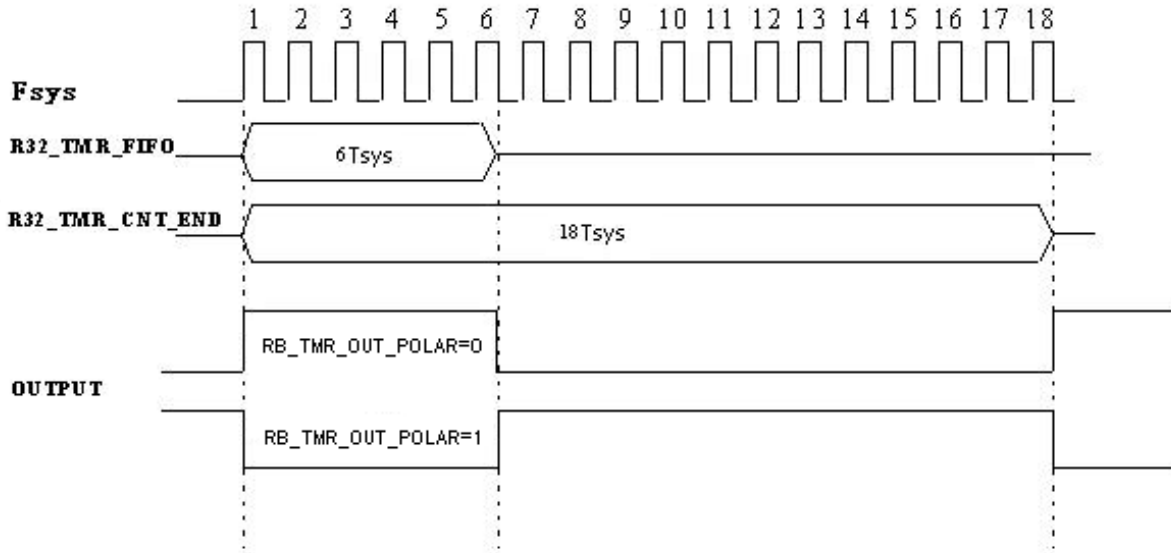 1 2 3 4 5 6 7 8 9 10 11 12 13 14 15 16 17 18
Fsys
R32_TMR_FIFO
6Tsys
R32_TMR_CNT_END
18Tsys
RB_TMR_OUT_POLAR=0
OUTPUT
RB_TMR_OUT_POLAR=1